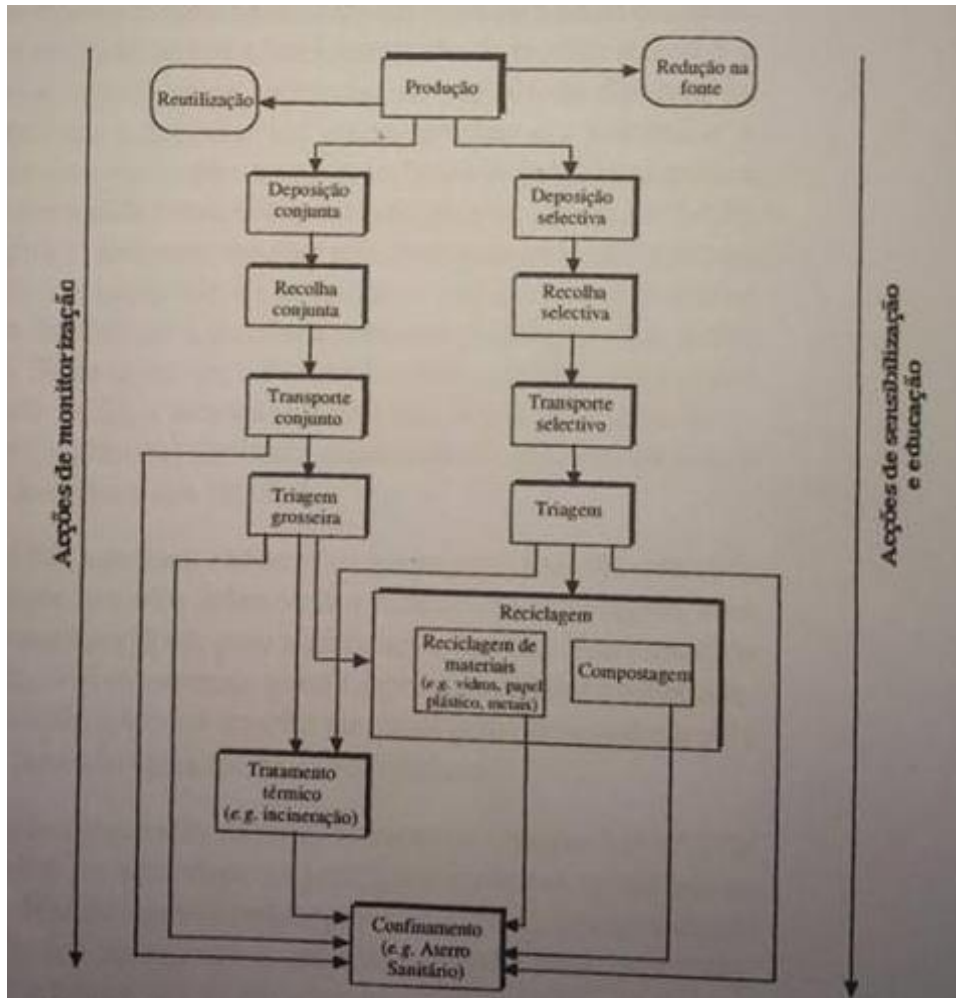 Produção
Redução na
fonte
Reutilização
Deposição
conjunta
Deposição
selectiva
Recolha
conjunta
Recolha
selectiva
Transporte
conjunto
Transporte
selectivo
Triagem
grosseira
Triagem
Reciclagem
Reciclagem de
materiais
(e.g. vidros, papel
plástico, metais)
Compostagem
Tratamento
térmico
(e.g. incineração)
Confinamento
(e.g. Aterro
Sanitário)
Acções de monitorização
Acções de sensibilização
e educação